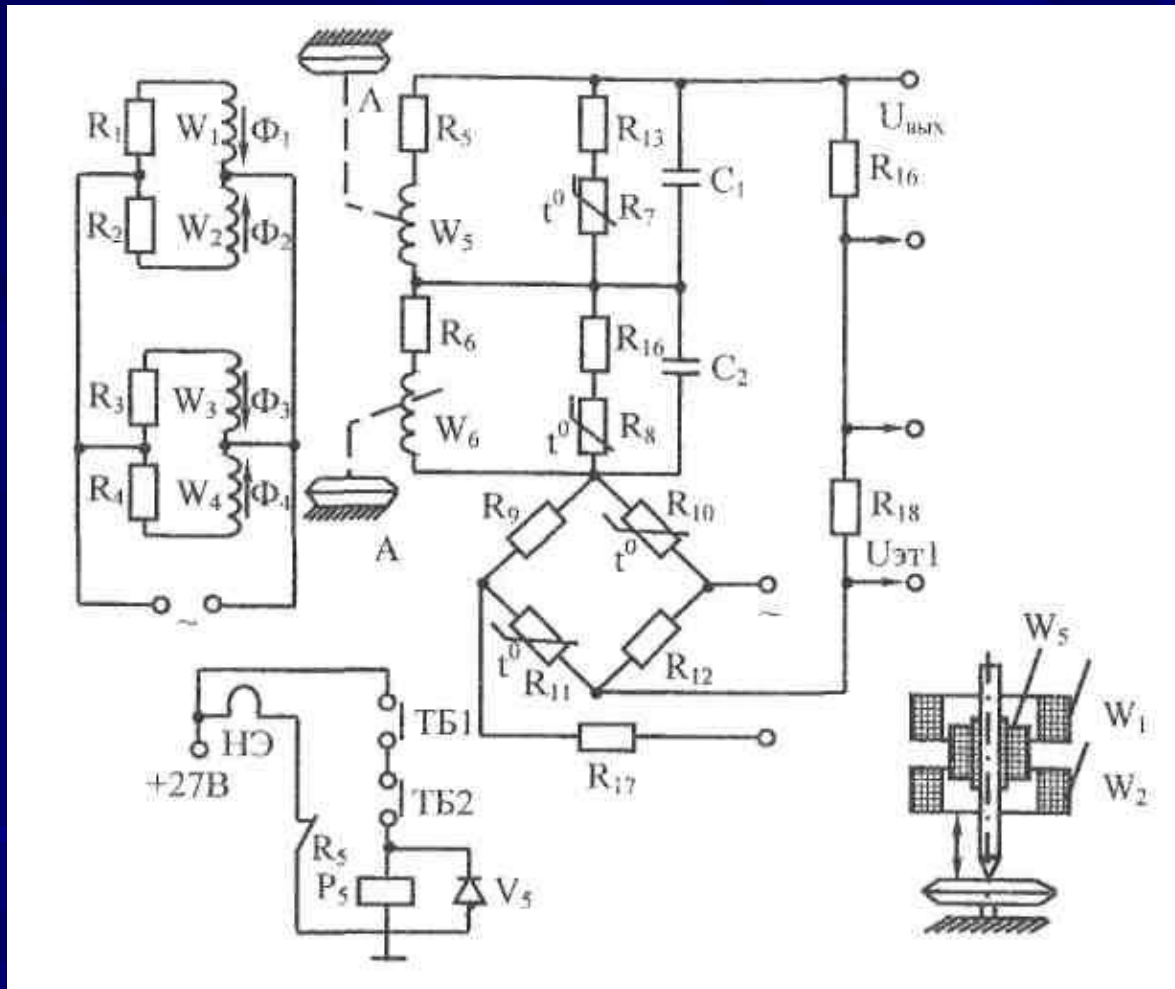 A
R₁ W₁ Ф₁
R₂ W₂ Ф₂
R₃ W₃ Ф₃
R₄ W₄ Ф₄
~
R₅
W₅
R₆
W₆
A
R₁₃
t⁰ R₇
C₁
R₁₆
t⁰ R₈
C₂
Uвых
R₁₆
R₁₈
Uэт1
R₉
R₁₀
t⁰
~
t⁰
R₁₁
R₁₂
R₁₇
НЭ
+27В
ТБ1
ТБ2
R₅
P₅
V₅
W₅
W₁
W₂